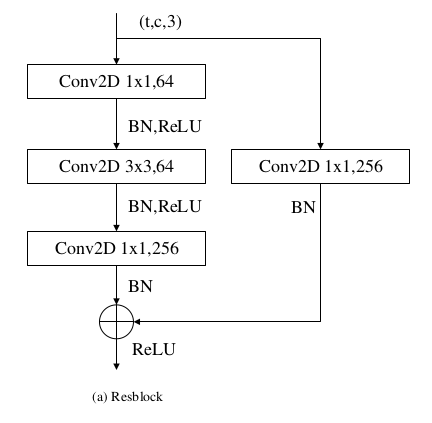 (t,c,3)
Conv2D 1x1,64
BN,ReLU
Conv2D 3x3,64
Conv2D 1x1,256
BN,ReLU
BN
Conv2D 1x1,256
BN
ReLU
(a) Resblock